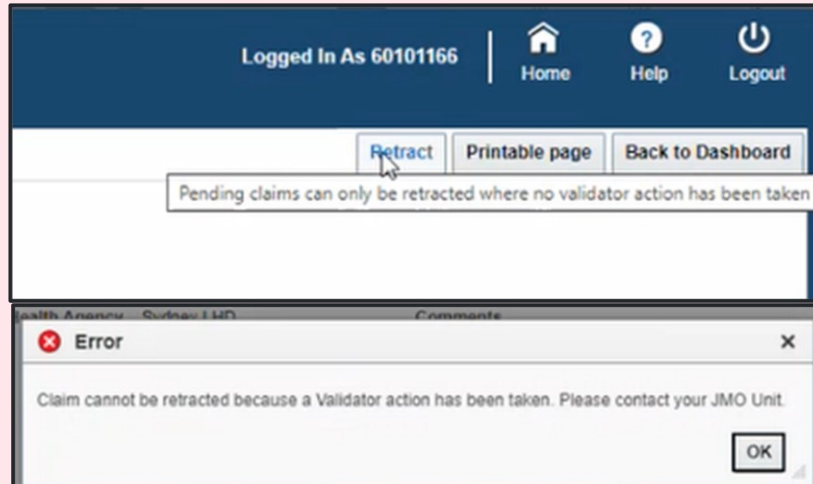 Logged In As 60101166
Home
Help
Logout
Retract
Printable page
Back to Dashboard
Pending claims can only be retracted where no validator action has been taken
ealth Agency Sydney LHD Comments
Error
Claim cannot be retracted because a Validator action has been taken. Please contact your JMO Unit.
OK